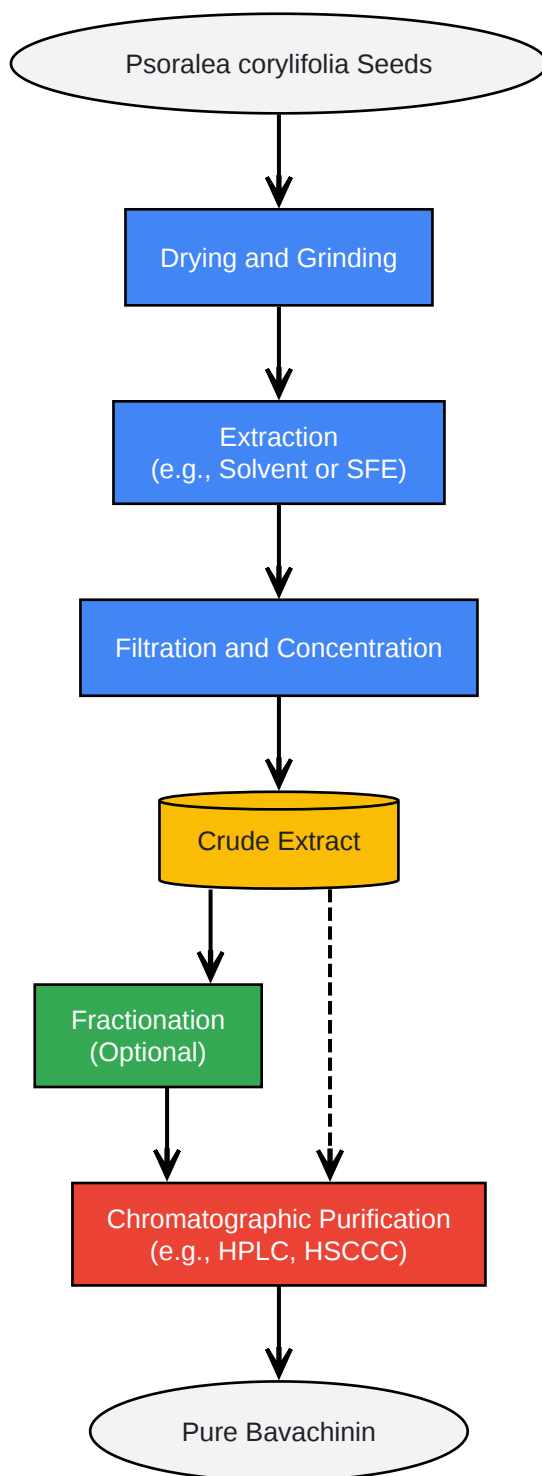 Psoralea corylifolia Seeds
Drying and Grinding
Extraction
(e.g., Solvent or SFE)
Filtration and Concentration
Crude Extract
Fractionation
(Optional)
Chromatographic Purification
(e.g., HPLC, HSCCC)
Pure Bavachinin